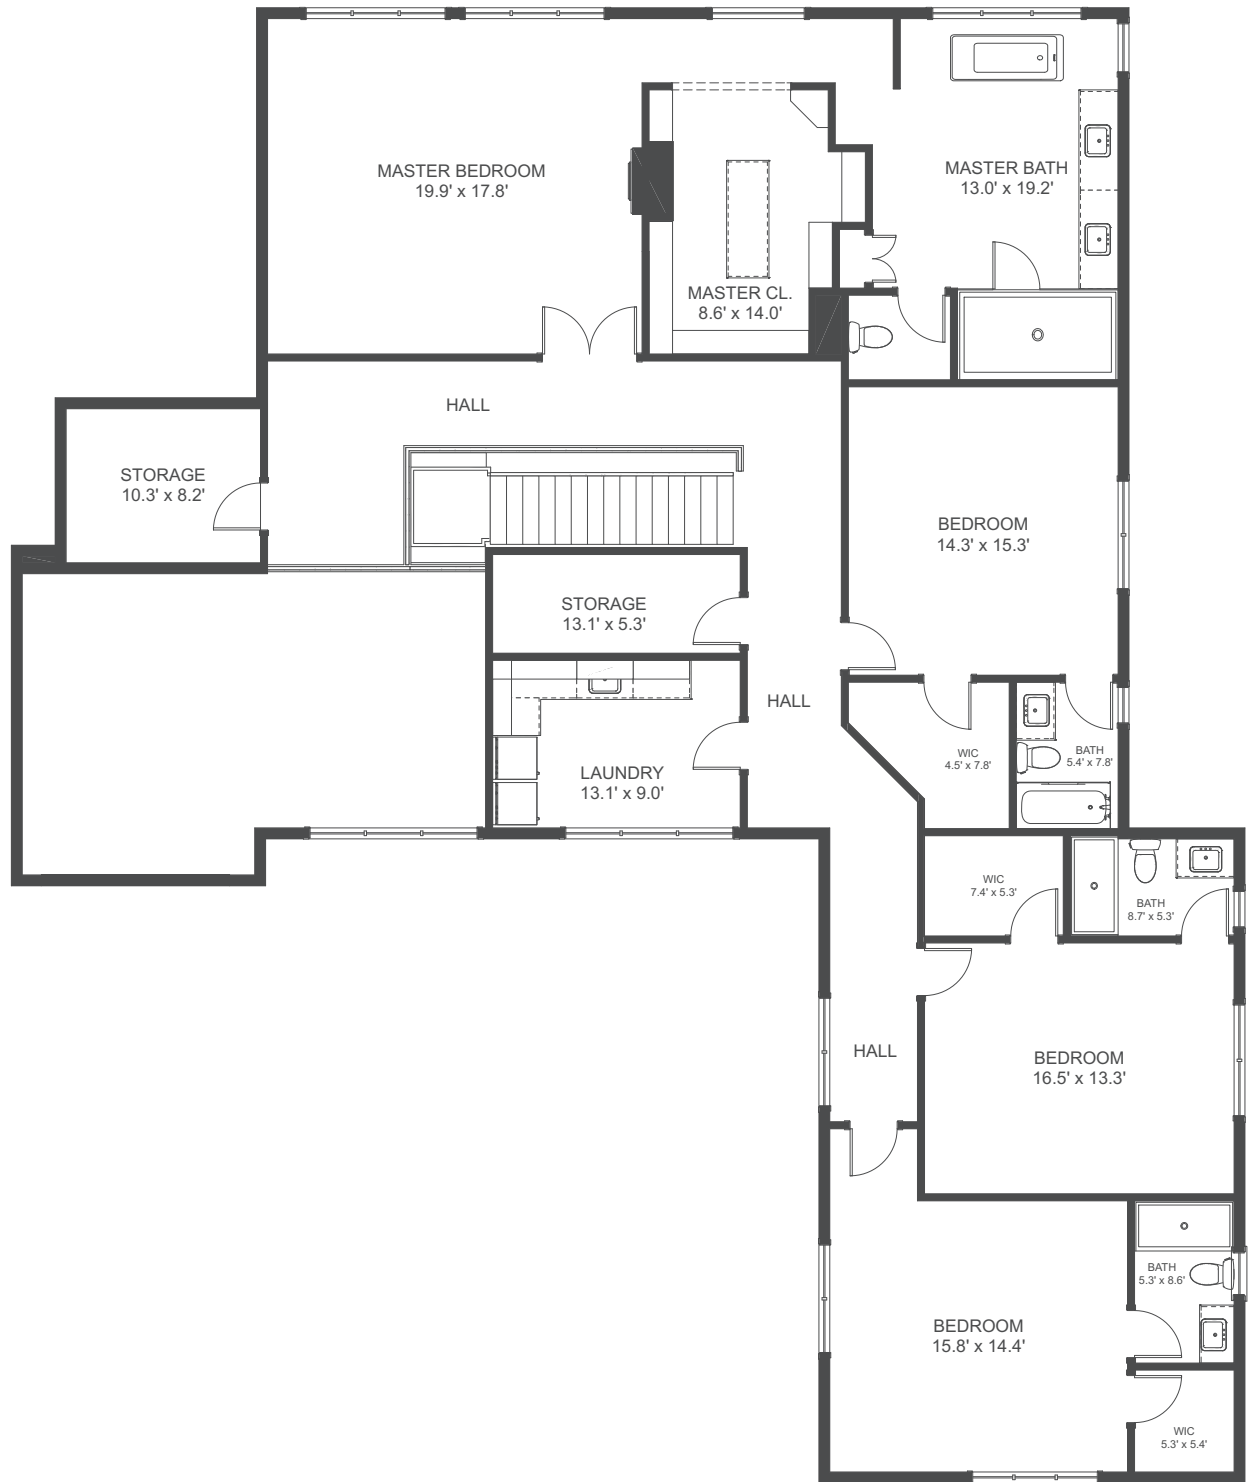 MASTER BEDROOM
19.9' x 17.8'
MASTER BATH
13.0' x 19.2'
MASTER CL.
8.6' x 14.0'
HALL
STORAGE
10.3' x 8.2'
BEDROOM
14.3' x 15.3'
STORAGE
13.1' x 5.3'
HALL
LAUNDRY
13.1' x 9.0'
WIC
4.5' x 7.8'
BATH
5.4' x 7.8'
WIC
7.4' x 5.3'
BATH
8.7' x 5.3'
HALL
BEDROOM
16.5' x 13.3'
BATH
5.3' x 8.6'
BEDROOM
15.8' x 14.4'
WIC
5.3' x 5.4'